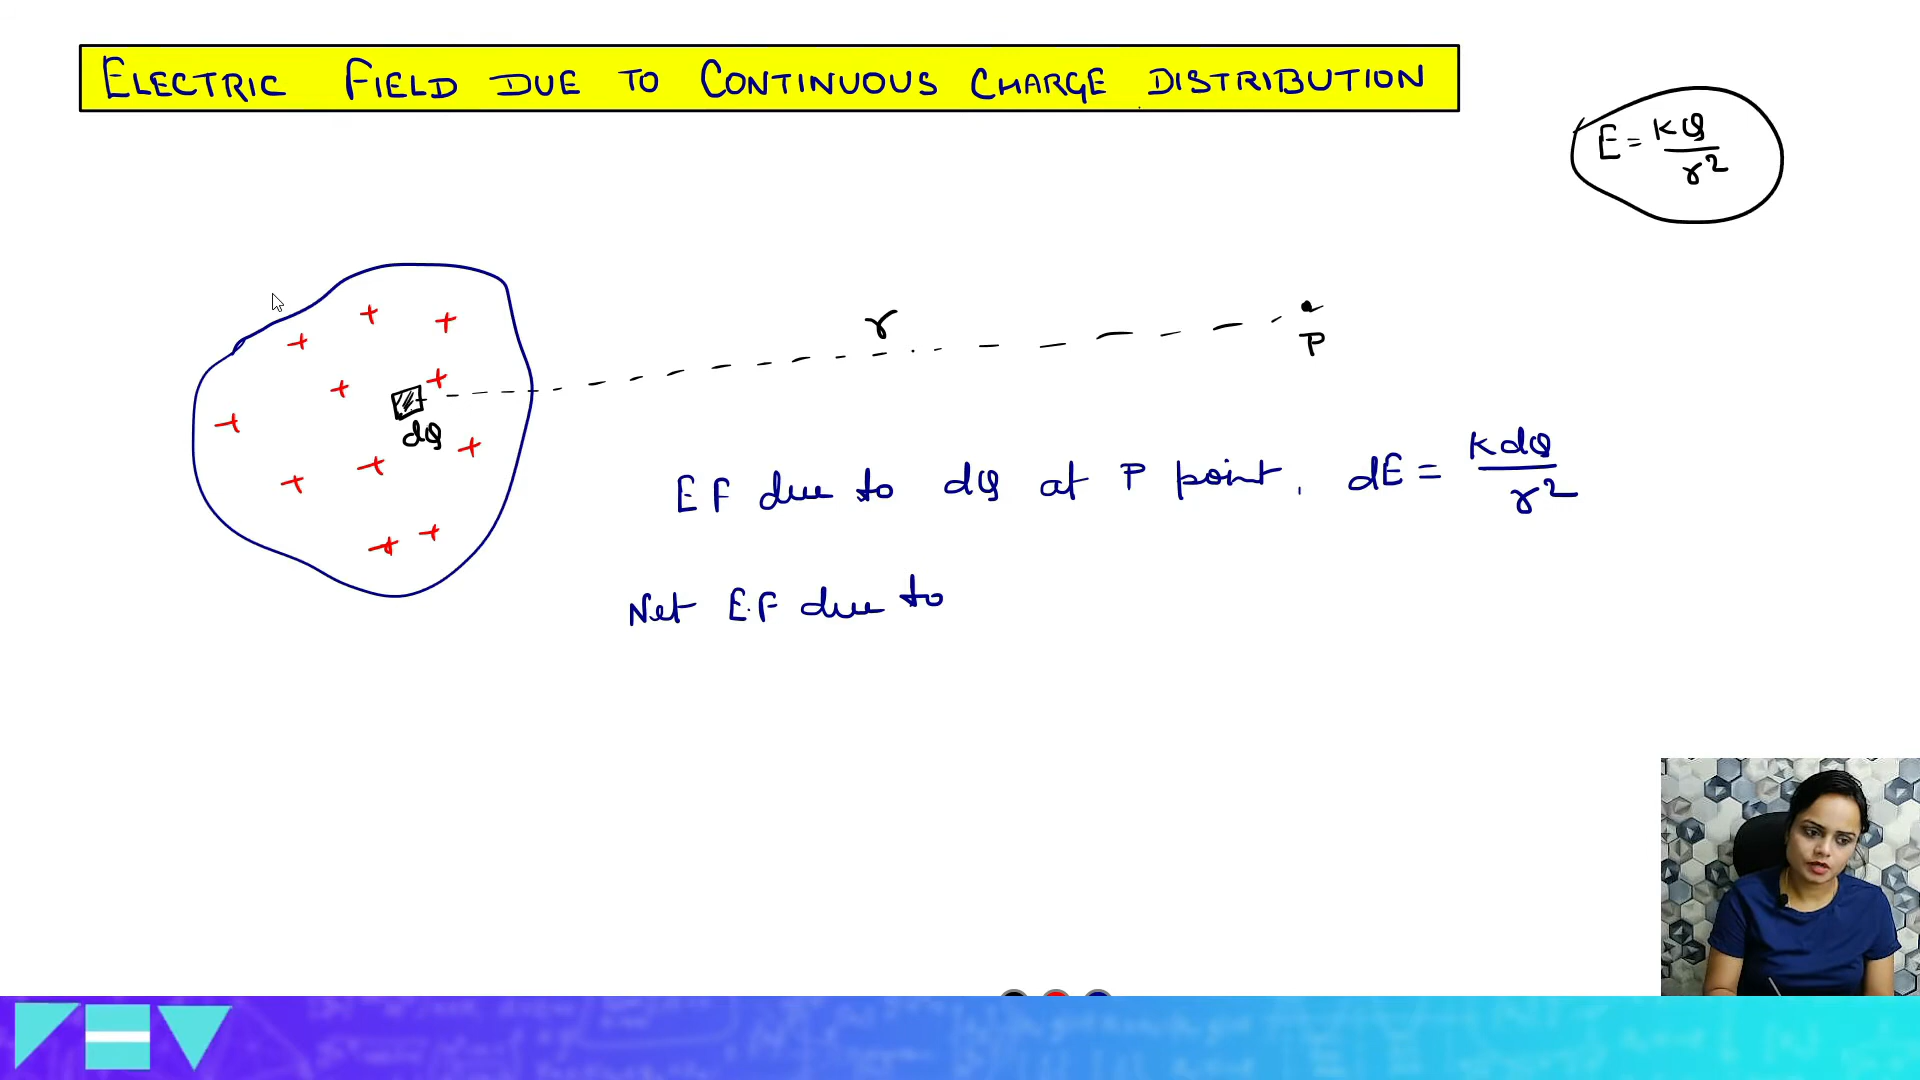 ELECTRIC FIELD DUE TO CONTINUOUS CHARGE DISTRIBUTION
E = KQ/r²
r
P
dQ
EF due to dQ at P point, dE = KdQ/r²
Net E.F due to